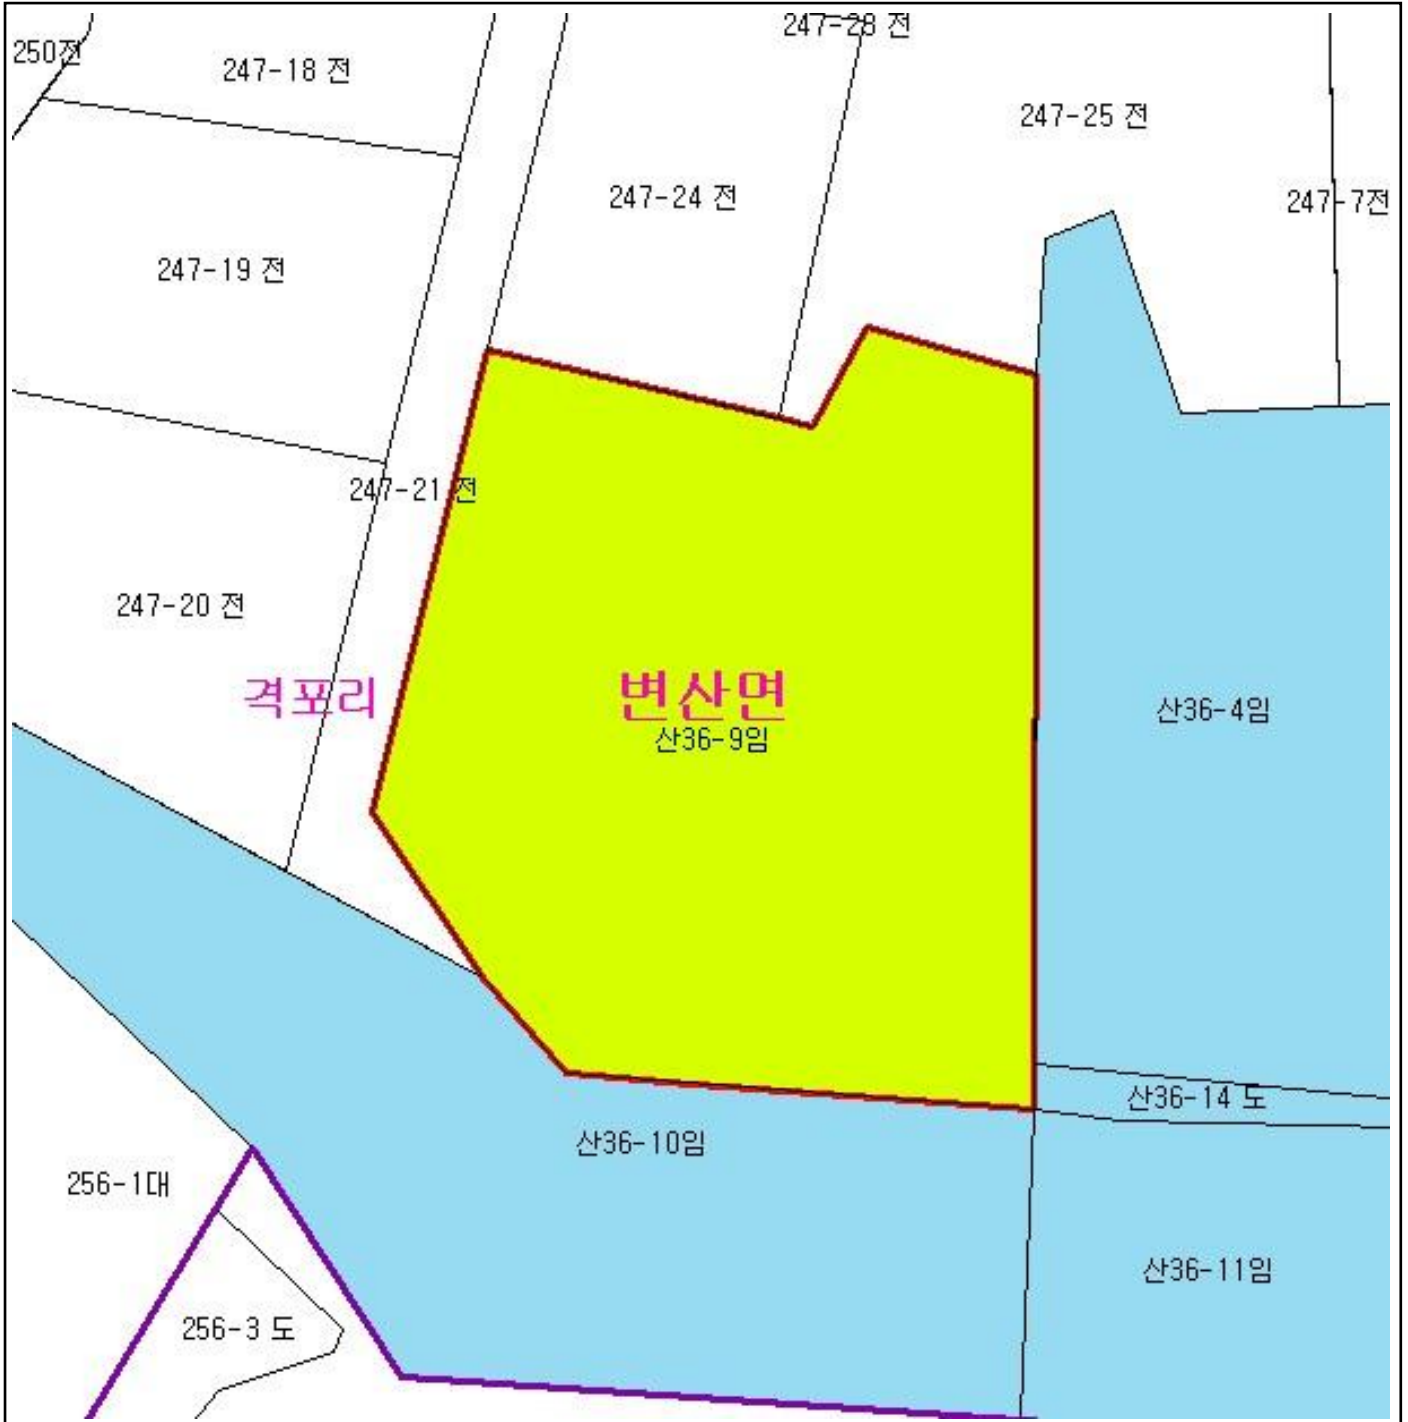 247-28 전
250전
247-18 전
247-25 전
247-24 전
247-7전
247-19 전
247-21 전
247-20 전
격포리
변산면
산36-9임
산36-4임
산36-14 도
산36-10임
256-1대
산36-11임
256-3 도